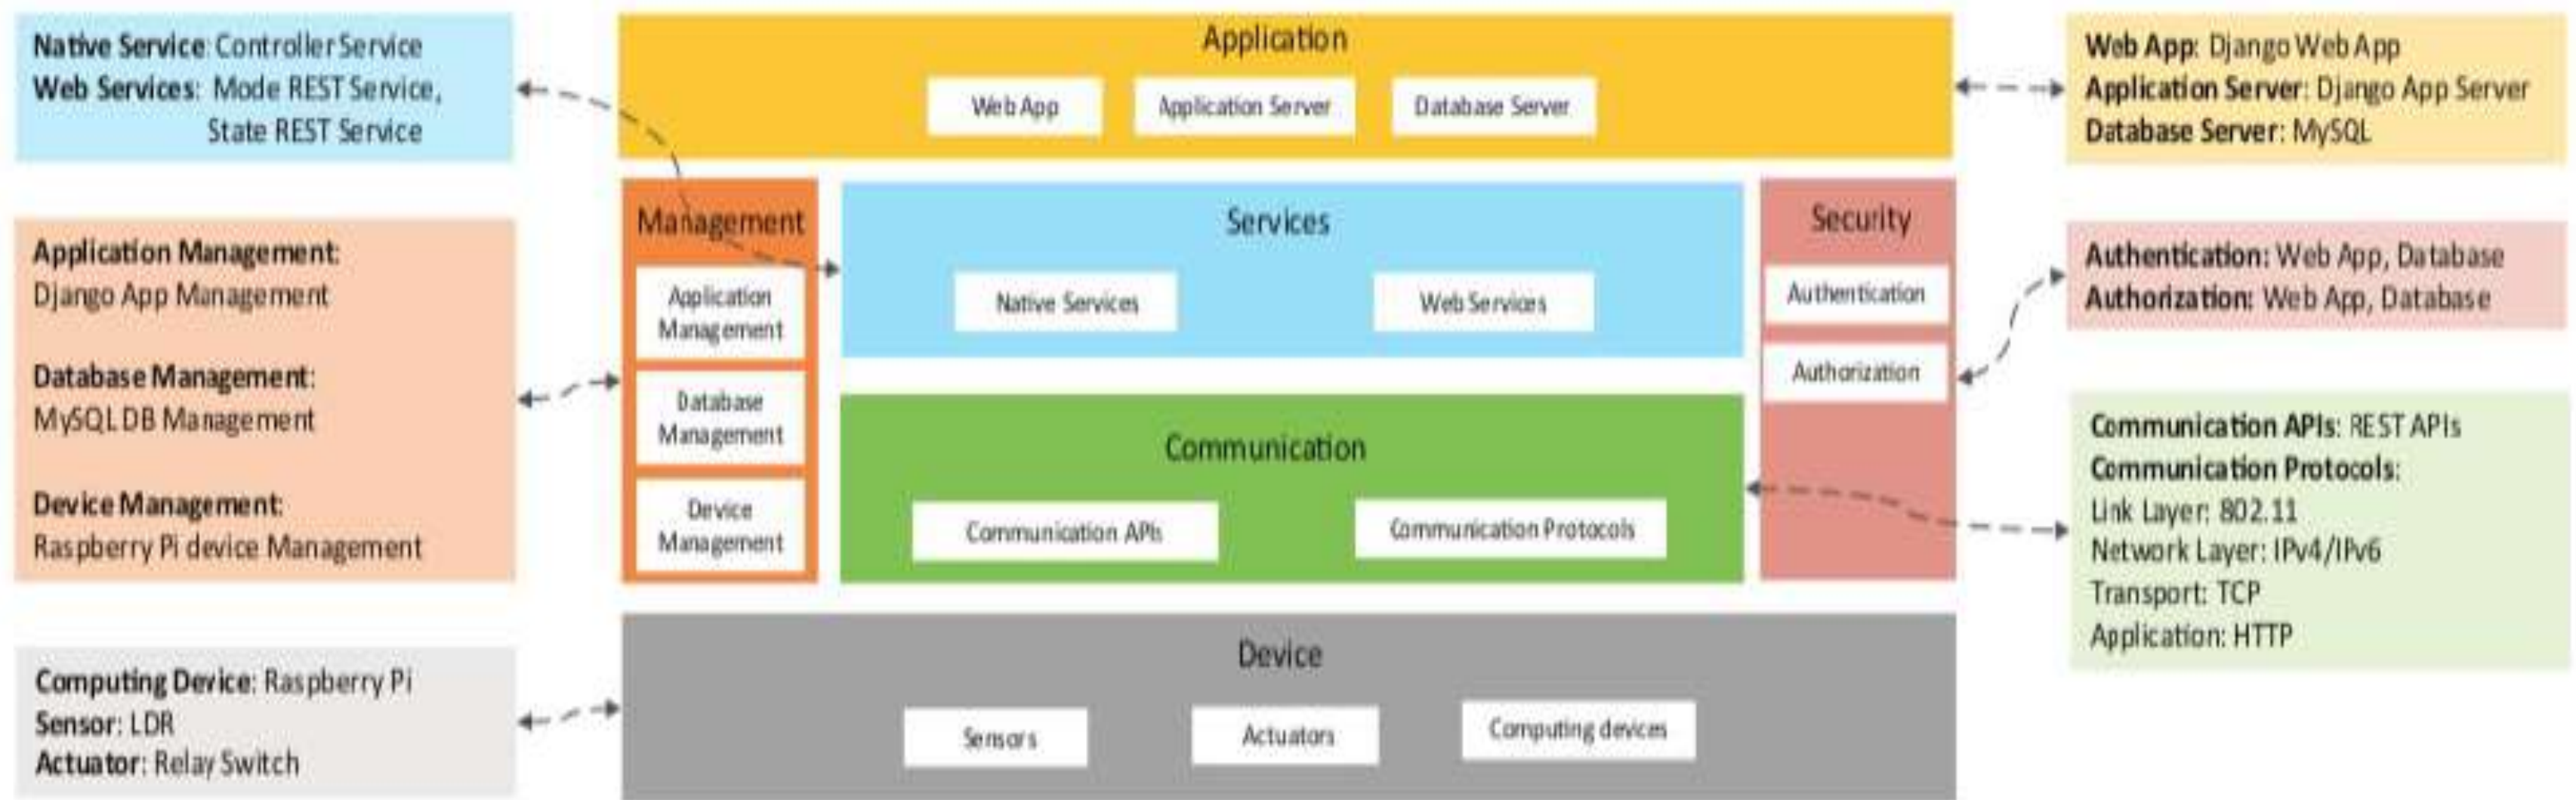 Native Service: Controller Service
Web Services: Mode REST Service,
State REST Service
Application Management:
Django App Management
Database Management:
MySQL DB Management
Device Management:
Raspberry Pi device Management
Computing Device: Raspberry Pi
Sensor: LDR
Actuator: Relay Switch
Application
Web App
Application Server
Database Server
Management
Application
Management
Database
Management
Device
Management
Services
Native Services
Web Services
Communication
Communication APIs
Communication Protocols
Security
Authentication
Authorization
Device
Sensors
Actuators
Computing devices
Web App: Django Web App
Application Server: Django App Server
Database Server: MySQL
Authentication: Web App, Database
Authorization: Web App, Database
Communication APIs: REST APIs
Communication Protocols:
Link Layer: 802.11
Network Layer: IPv4/IPv6
Transport: TCP
Application: HTTP